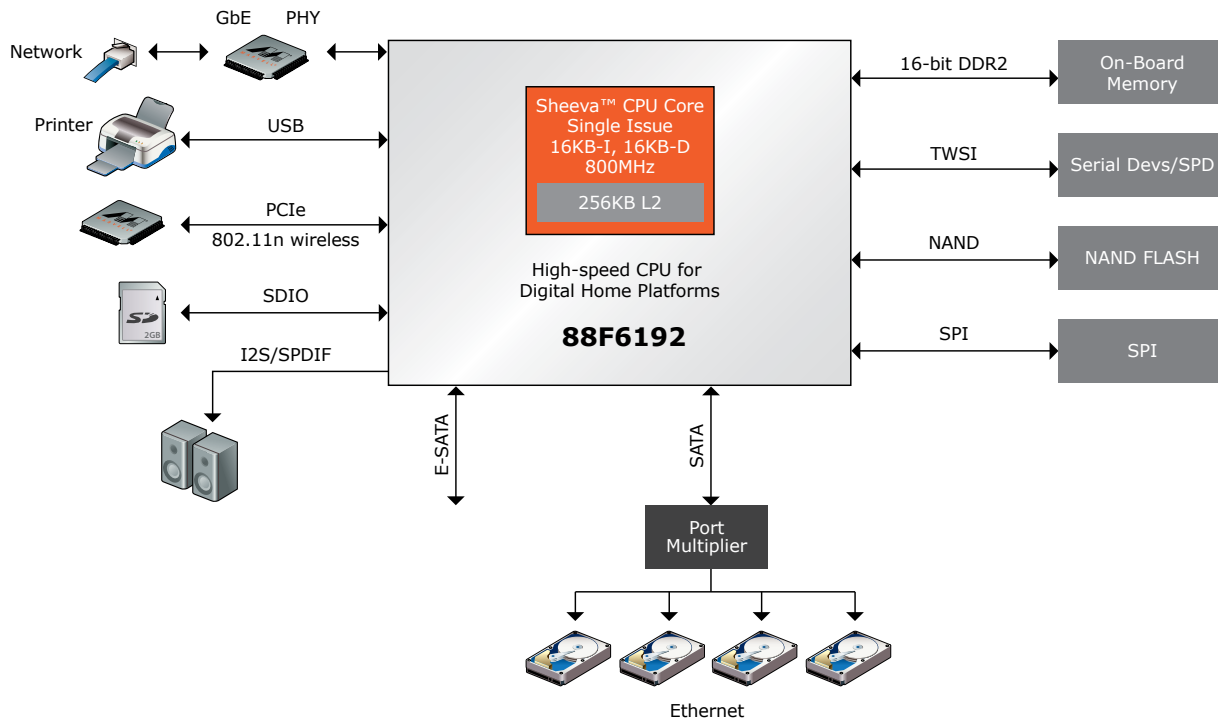 GbE PHY
Network
Printer
USB
PCIe
802.11n wireless
SDIO
2GB
I2S/SPDIF
Sheeva™ CPU Core
Single Issue
16KB-I, 16KB-D
800MHz
256KB L2
High-speed CPU for
Digital Home Platforms
88F6192
16-bit DDR2
On-Board
Memory
TWSI
Serial Devs/SPD
NAND
NAND FLASH
SPI
SPI
E-SATA
SATA
Port
Multiplier
Ethernet